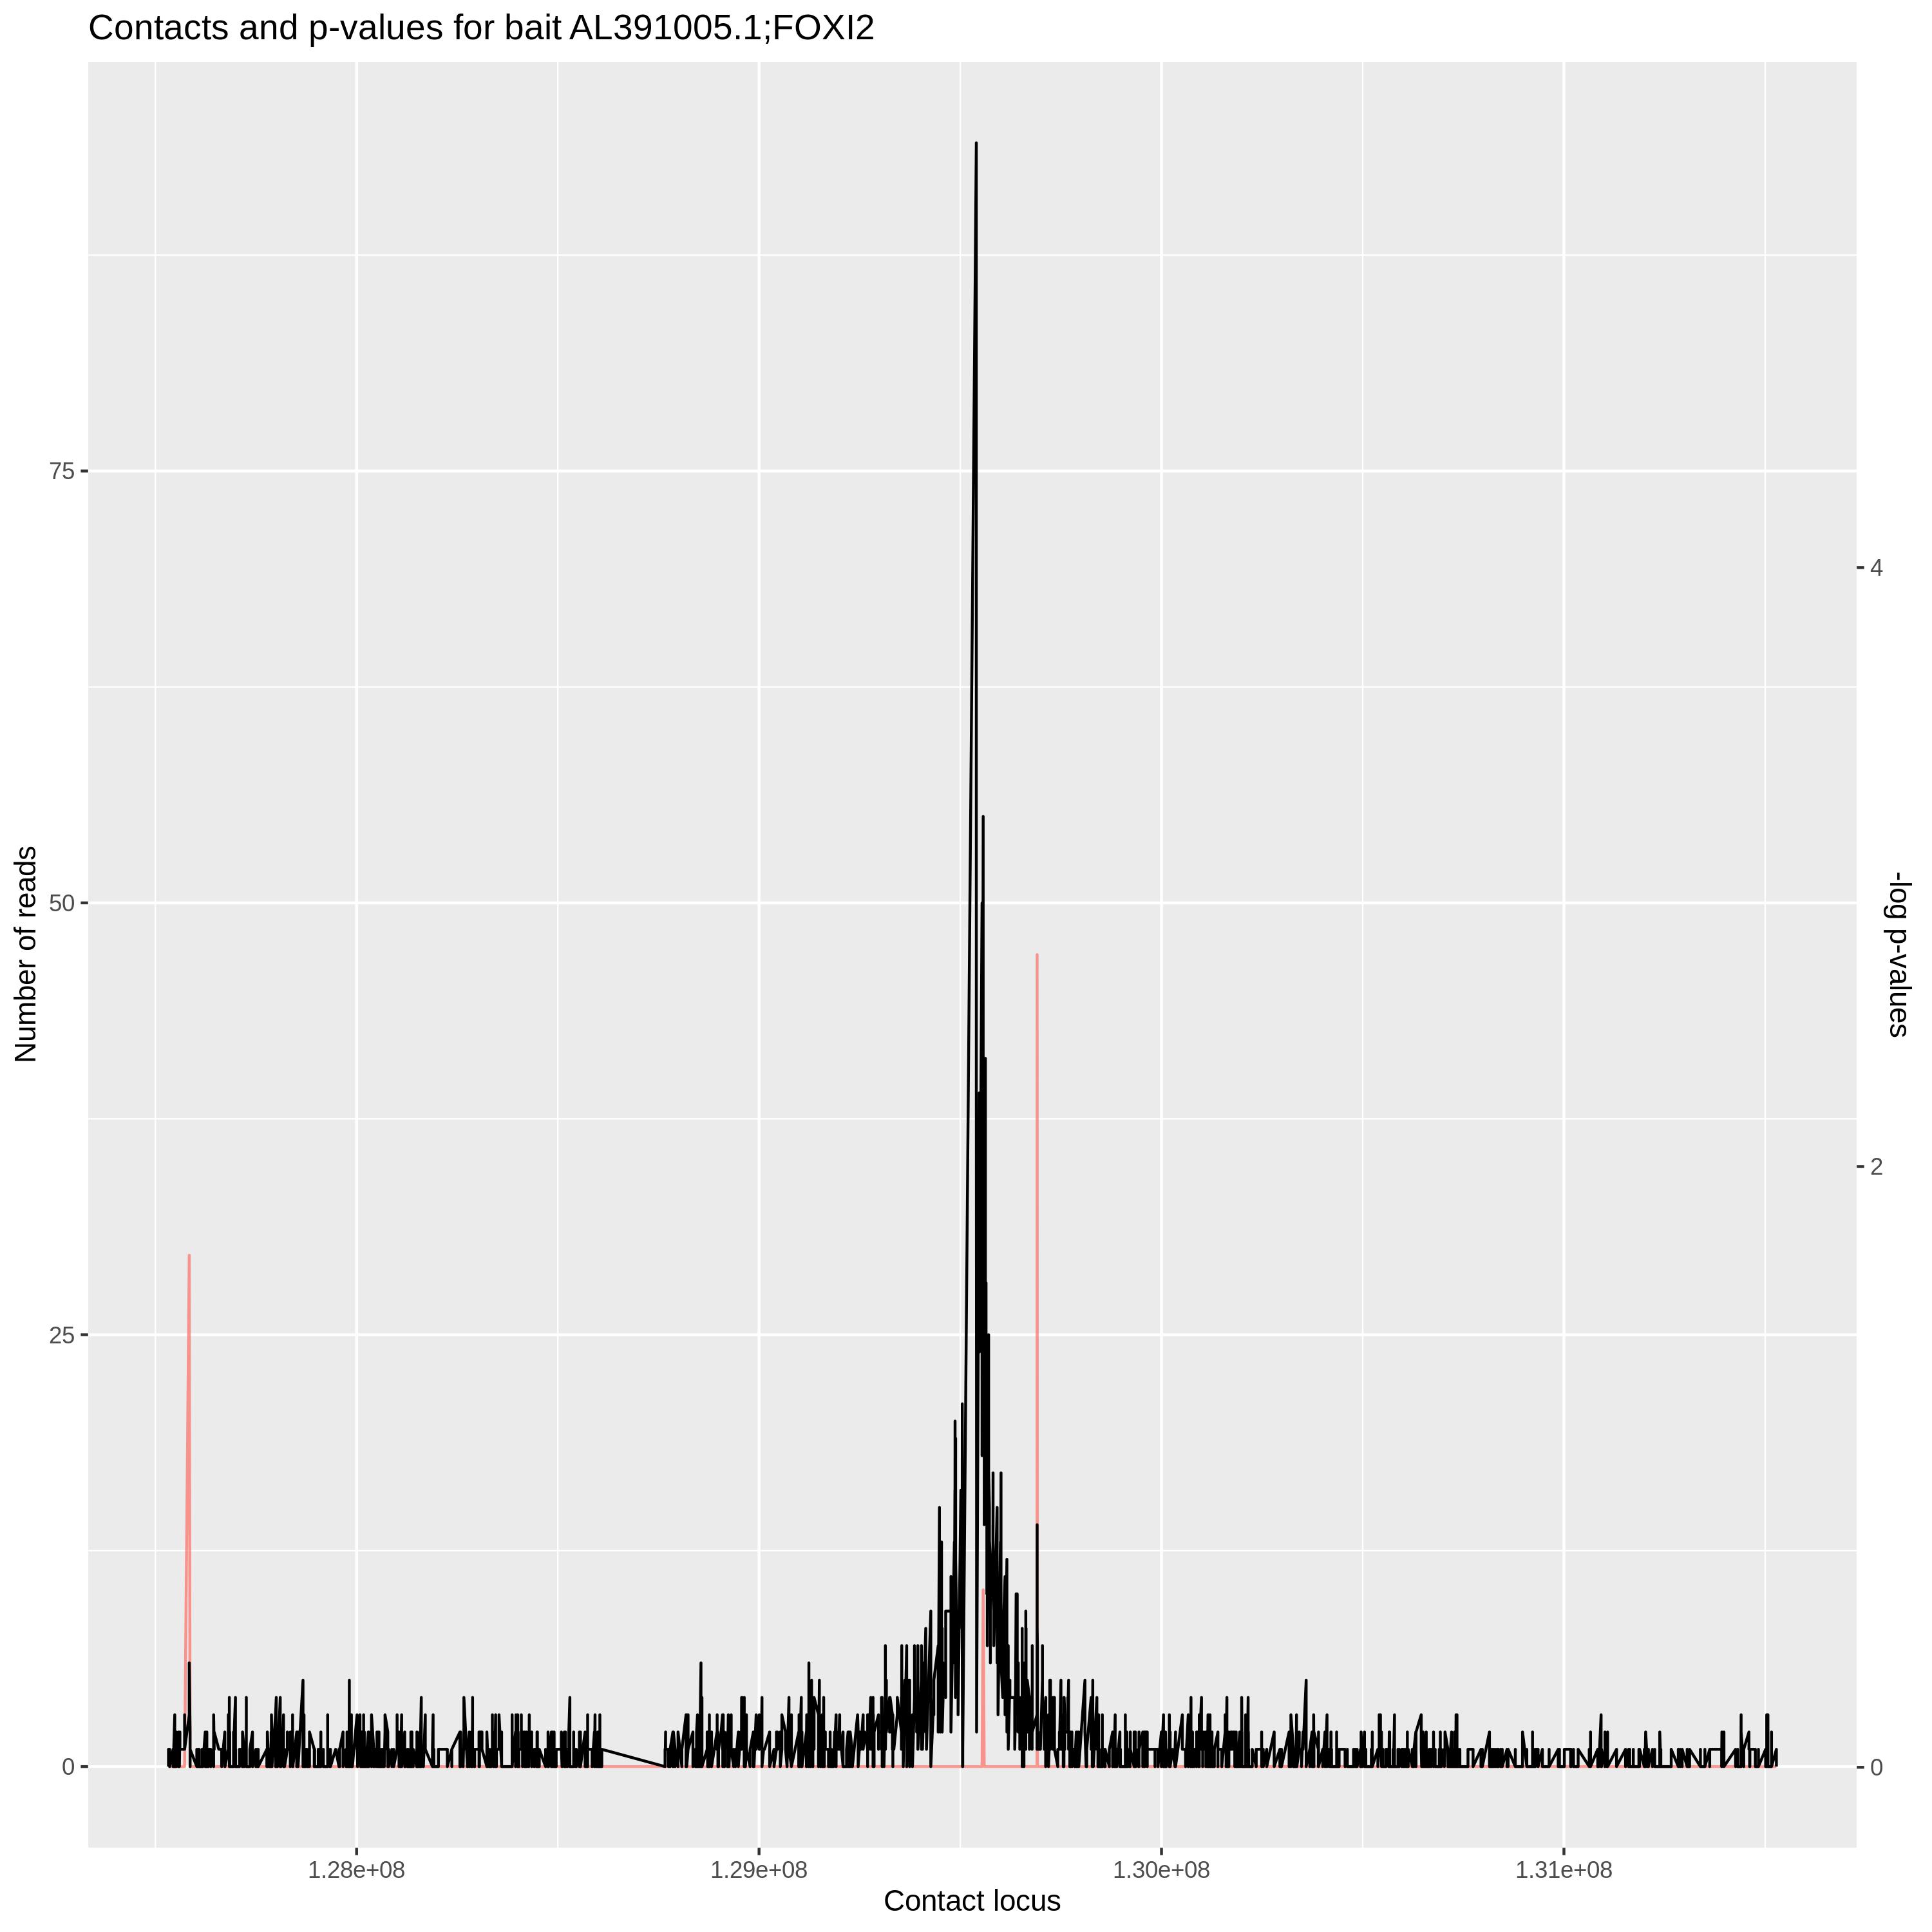 Contacts and p-values for bait AL391005.1;FOXI2
Number of reads
75
50
25
0
4
2
0
-log p-values
1.28e+08
1.29e+08
1.30e+08
1.31e+08
Contact locus